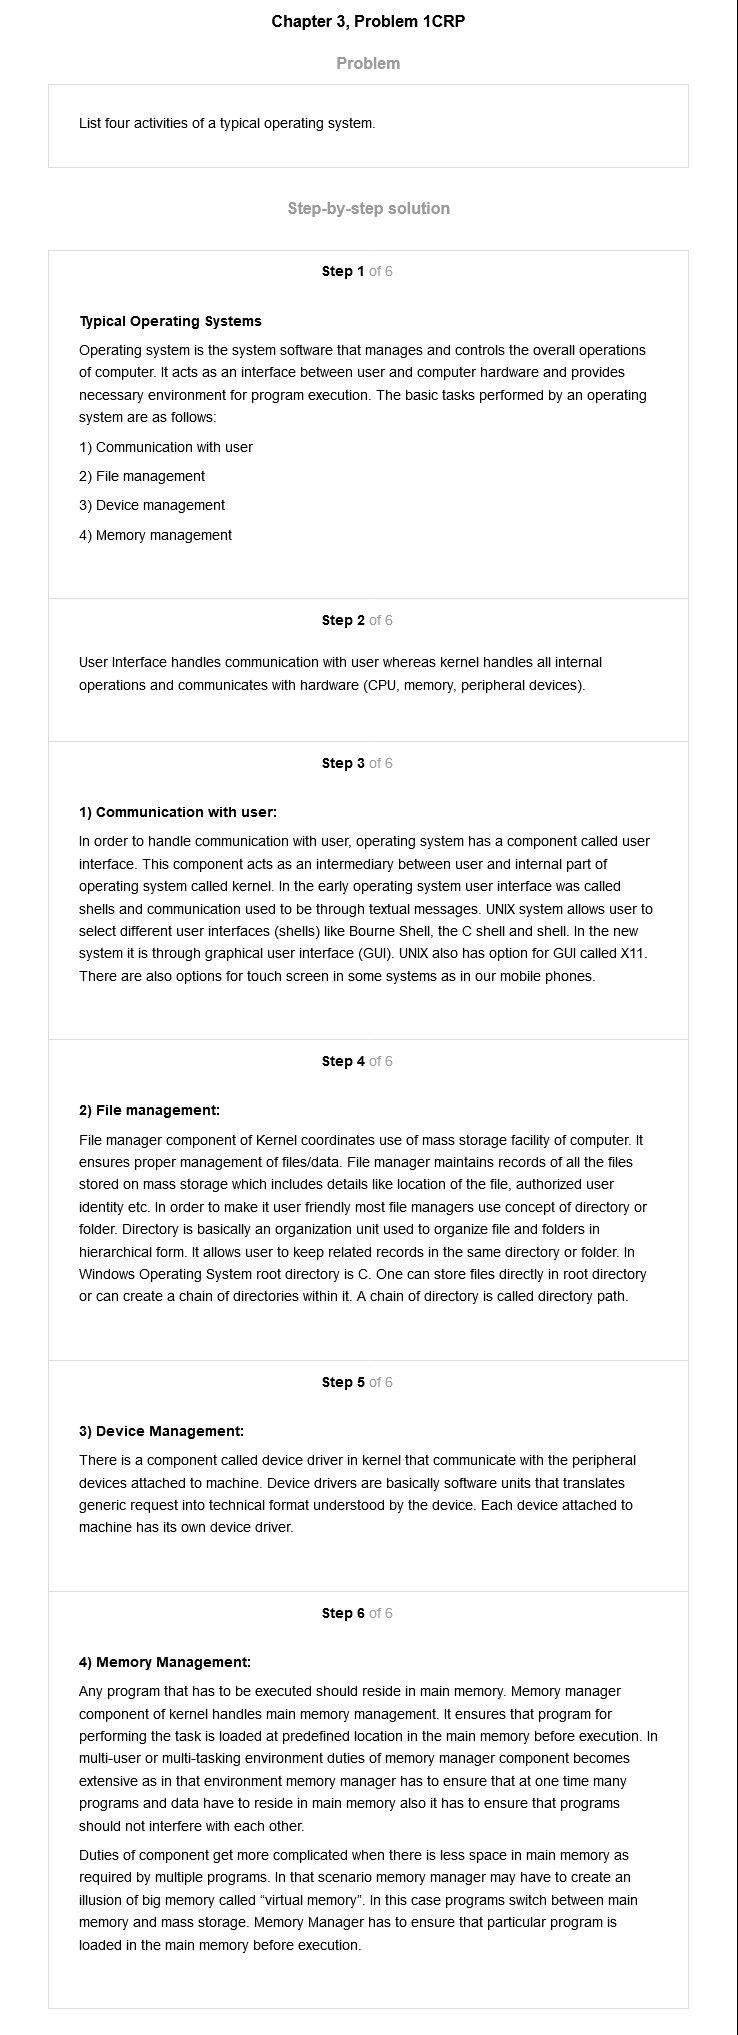 Chapter 3, Problem 1CRP
Problem
List four activities of a typical operating system.
Step-by-step solution
Step 1 of 6
Typical Operating Systems
Operating system is the system software that manages and controls the overall operations
of computer. It acts as an interface between user and computer hardware and provides
necessary environment for program execution. The basic tasks performed by an operating
system are as follows:
1) Communication with user
2) File management
3) Device management
4) Memory management
Step 2 of 6
User Interface handles communication with user whereas kernel handles all internal
operations and communicates with hardware (CPU, memory, peripheral devices).
Step 3 of 6
1) Communication with user:
In order to handle communication with user, operating system has a component called user
interface. This component acts as an intermediary between user and internal part of
operating system called kernel. In the early operating system user interface was called
shells and communication used to be through textual messages. UNIX system allows user to
select different user interfaces (shells) like Bourne Shell, the C shell and shell. In the new
system it is through graphical user interface (GUI). UNIX also has option for GUI called X11.
There are also options for touch screen in some systems as in our mobile phones.
Step 4 of 6
2) File management:
File manager component of Kernel coordinates use of mass storage facility of computer. It
ensures proper management of files/data. File manager maintains records of all the files
stored on mass storage which includes details like location of the file, authorized user
identity etc. In order to make it user friendly most file managers use concept of directory or
folder. Directory is basically an organization unit used to organize file and folders in
hierarchical form. It allows user to keep related records in the same directory or folder. In
Windows Operating System root directory is C. One can store files directly in root directory
or can create a chain of directories within it. A chain of directory is called directory path.
Step 5 of 6
3) Device Management:
There is a component called device driver in kernel that communicate with the peripheral
devices attached to machine. Device drivers are basically software units that translates
generic request into technical format understood by the device. Each device attached to
machine has its own device driver.
Step 6 of 6
4) Memory Management:
Any program that has to be executed should reside in main memory. Memory manager
component of kernel handles main memory management. It ensures that program for
performing the task is loaded at predefined location in the main memory before execution. In
multi-user or multi-tasking environment duties of memory manager component becomes
extensive as in that environment memory manager has to ensure that at one time many
programs and data have to reside in main memory also it has to ensure that programs
should not interfere with each other.
Duties of component get more complicated when there is less space in main memory as
required by multiple programs. In that scenario memory manager may have to create an
illusion of big memory called “virtual memory”. In this case programs switch between main
memory and mass storage. Memory Manager has to ensure that particular program is
loaded in the main memory before execution.